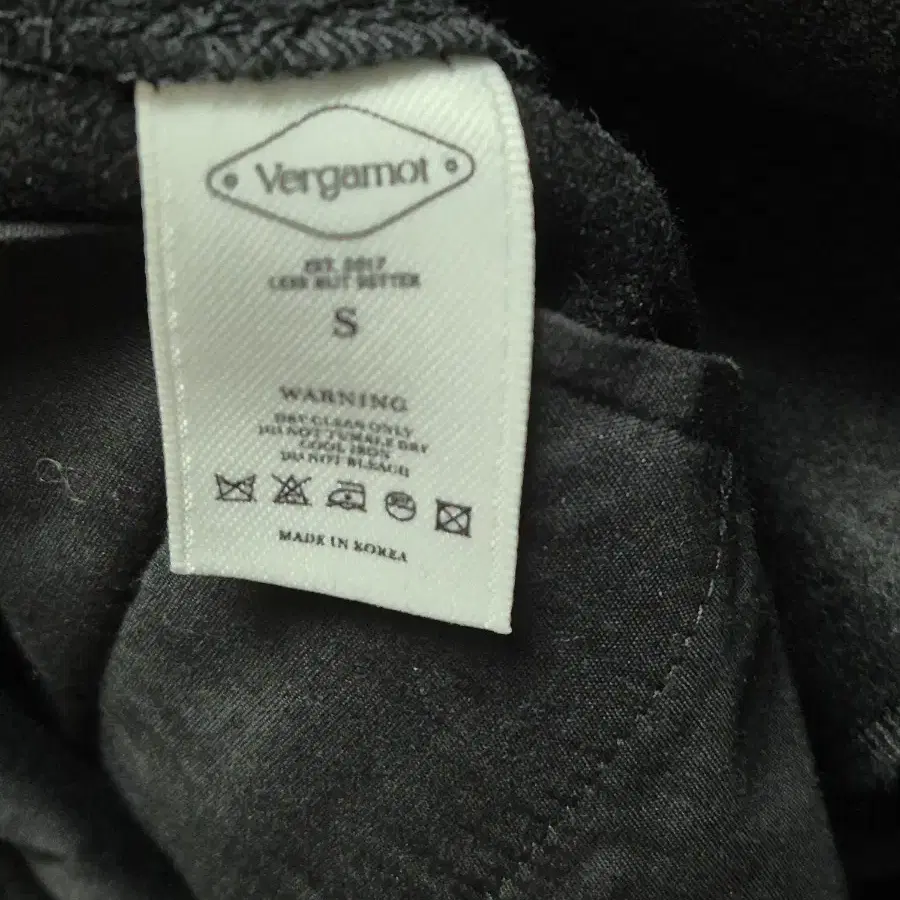 Vergamot
EST. 2017
LESS BUT BETTER
S
WARNING
DRY CLEAN ONLY
DO NOT TUMBLE DRY
COOL IRON
DO NOT BLEACH
MADE IN KOREA